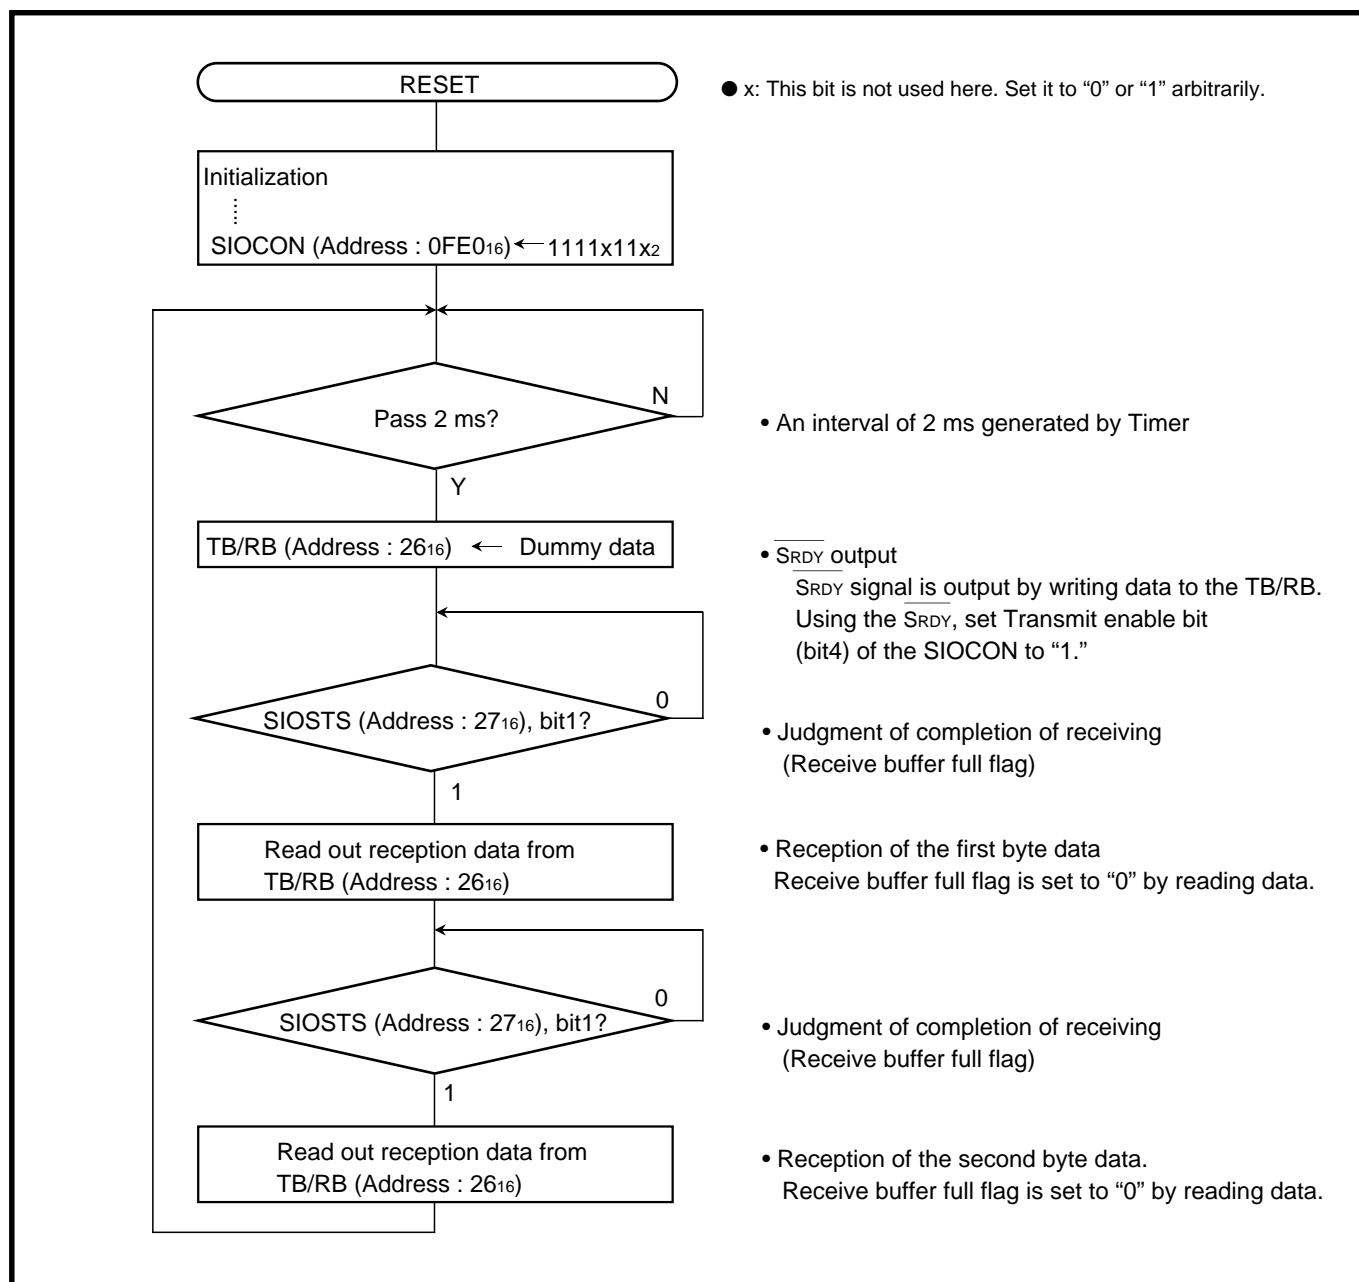 RESET
● x: This bit is not used here. Set it to “0” or “1” arbitrarily.
Initialization
SIOCON (Address : 0FE016) ← 1111x11x2
Pass 2 ms?
N
• An interval of 2 ms generated by Timer
Y
TB/RB (Address : 2616) ← Dummy data
• SRDY output
SRDY signal is output by writing data to the TB/RB.
Using the SRDY, set Transmit enable bit
(bit4) of the SIOCON to “1.”
SIOSTS (Address : 2716), bit1?
0
• Judgment of completion of receiving
(Receive buffer full flag)
1
Read out reception data from
TB/RB (Address : 2616)
• Reception of the first byte data
Receive buffer full flag is set to “0” by reading data.
SIOSTS (Address : 2716), bit1?
0
• Judgment of completion of receiving
(Receive buffer full flag)
1
Read out reception data from
TB/RB (Address : 2616)
• Reception of the second byte data.
Receive buffer full flag is set to “0” by reading data.